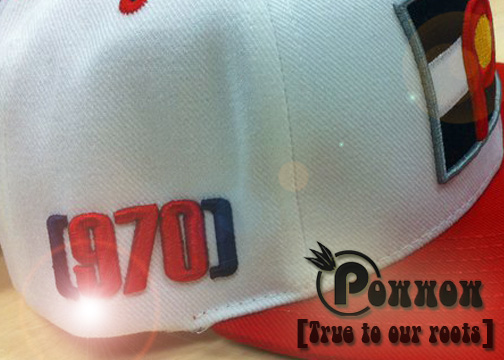 [970]
Powwow
[True to our roots]